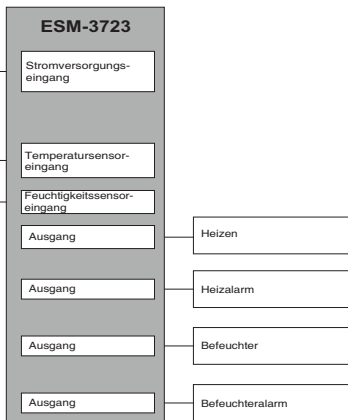 ESM-3723
Stromversorgungs-
eingang
Temperatursensor-
eingang
Feuchtigkeitssensor-
eingang
Ausgang
Heizen
Ausgang
Heizalarm
Ausgang
Befeuchter
Ausgang
Befeuchteralarm